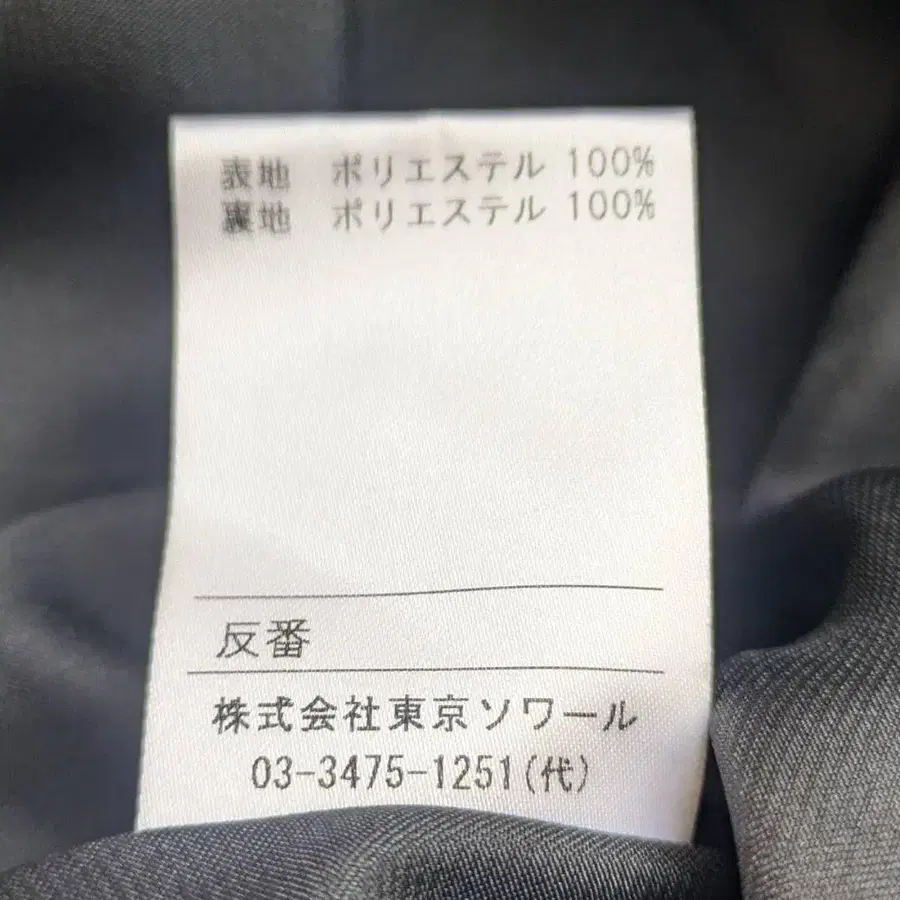 表地 ポリエステル 100%
裏地 ポリエステル 100%
反番
株式会社東京ソワール
03-3475-1251(代)